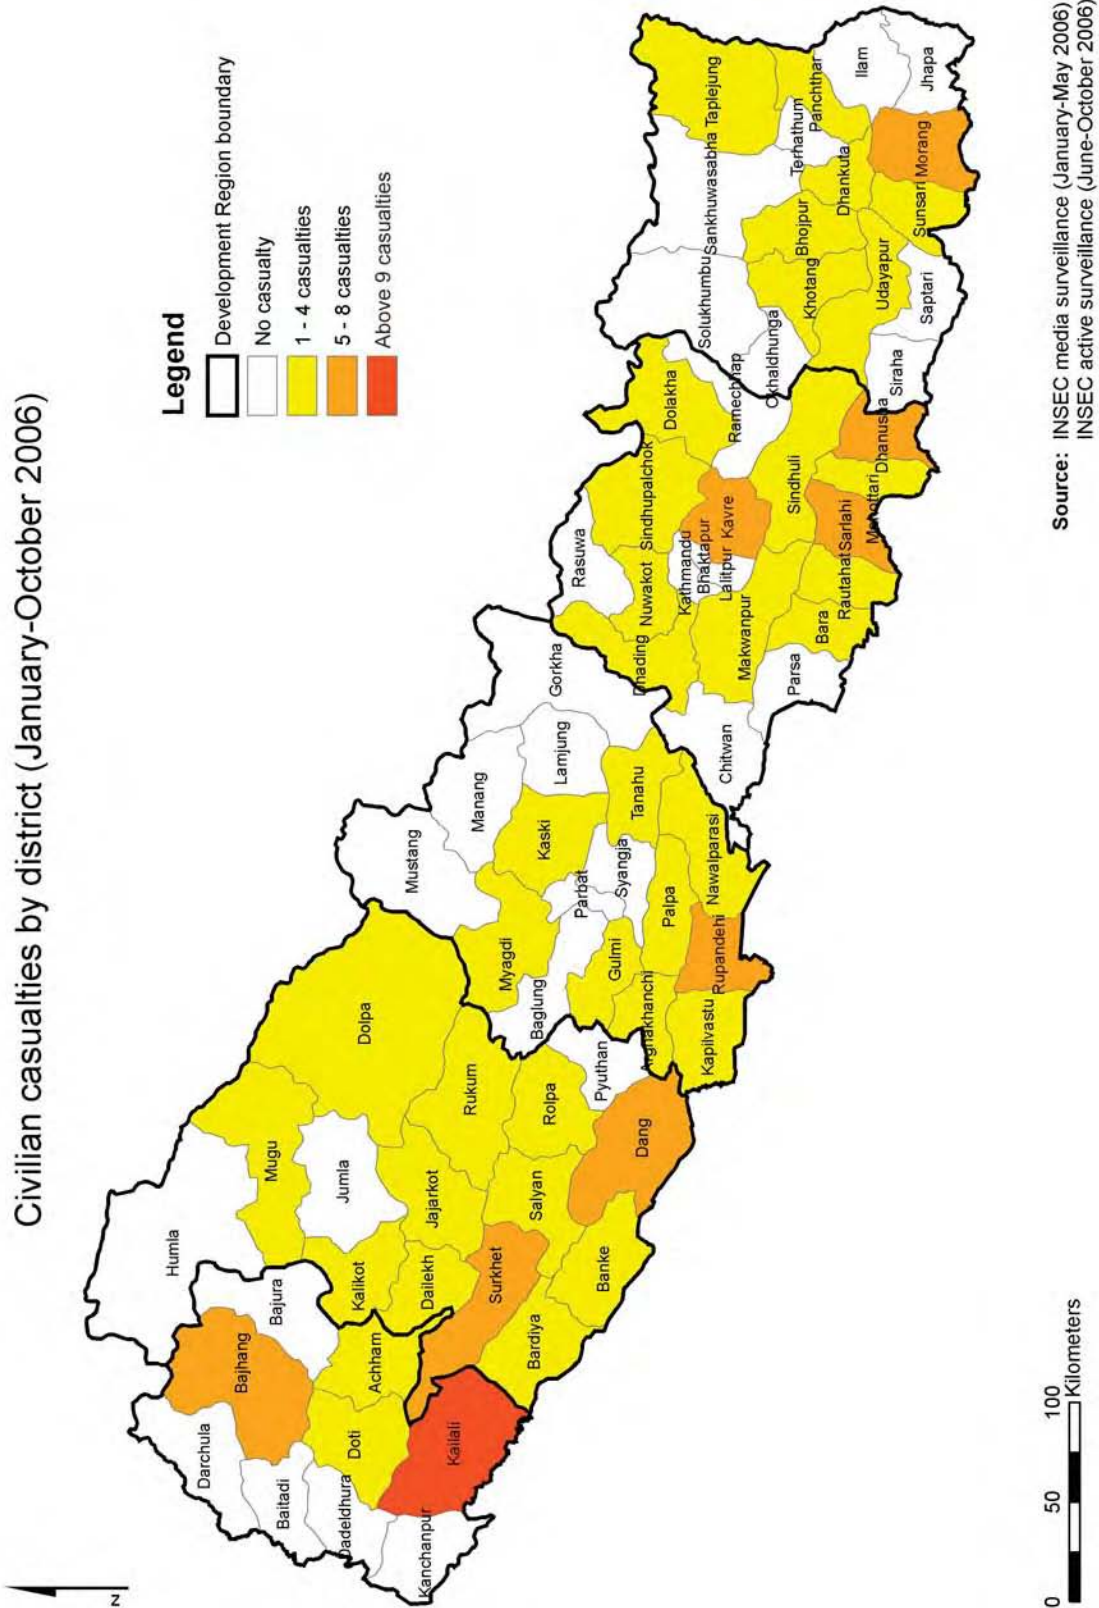 Civilian casualties by district (January-October 2006)
Legend
Development Region boundary
No casualty
1 - 4 casualties
5 - 8 casualties
Above 9 casualties
N
Humla
Darchula
Bajhang
Bajura
Mugu
Baitadi
Dolpa
Jumla
Doti
Achham
Kalikot
Dadeldhura
Mustang
Jajarkot
Dailekh
Kanchanpur
Kailali
Rukum
Manang
Surkhet
Myagdi
Salyan
Rolpa
Baglung
Kaski
Lamjung
Gorkha
Bardiya
Parbat
Rasuwa
Banke
Pyuthan
Gulmi
Syangja
Tanahu
Dang
Arghakhanchi
Palpa
Dhading
Nuwakot
Sindhupalchok
Dolakha
Kapilvastu
Rupandehi
Nawalparasi
Chitwan
Kathmandu
Bhaktapur
Lalitpur
Kavre
Ramechhap
Solukhumbu
Sankhuwasabha
Taplejung
Makwanpur
Okhaldhunga
Parsa
Bara
Sindhuli
Khotang
Bhojpur
Terhathum
Panchthar
Rautahat
Sarlahi
Mahottari
Dhanusha
Siraha
Udayapur
Dhankuta
Ilam
Saptari
Sunsari
Morang
Jhapa
0 50 100
Kilometers
Source: INSEC media surveillance (January-May 2006)
INSEC active surveillance (June-October 2006)